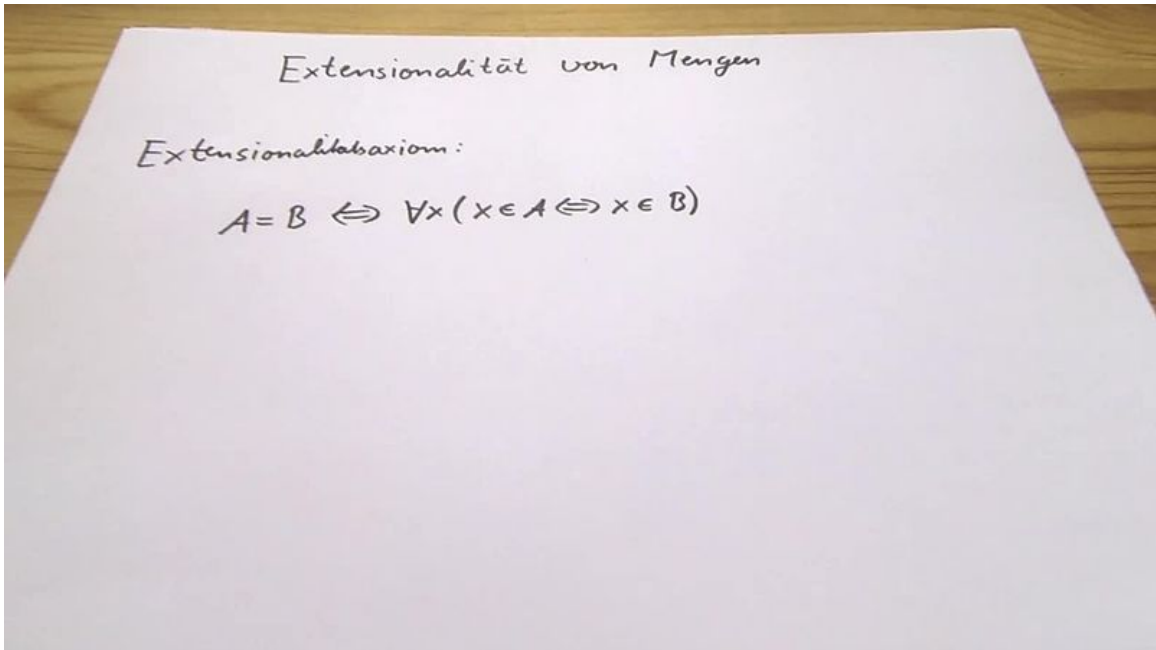 Extensionalität von Mengen
Extensionalitätsaxiom:
A = B ⇔ ∀x (x ∈ A ⇔ x ∈ B)